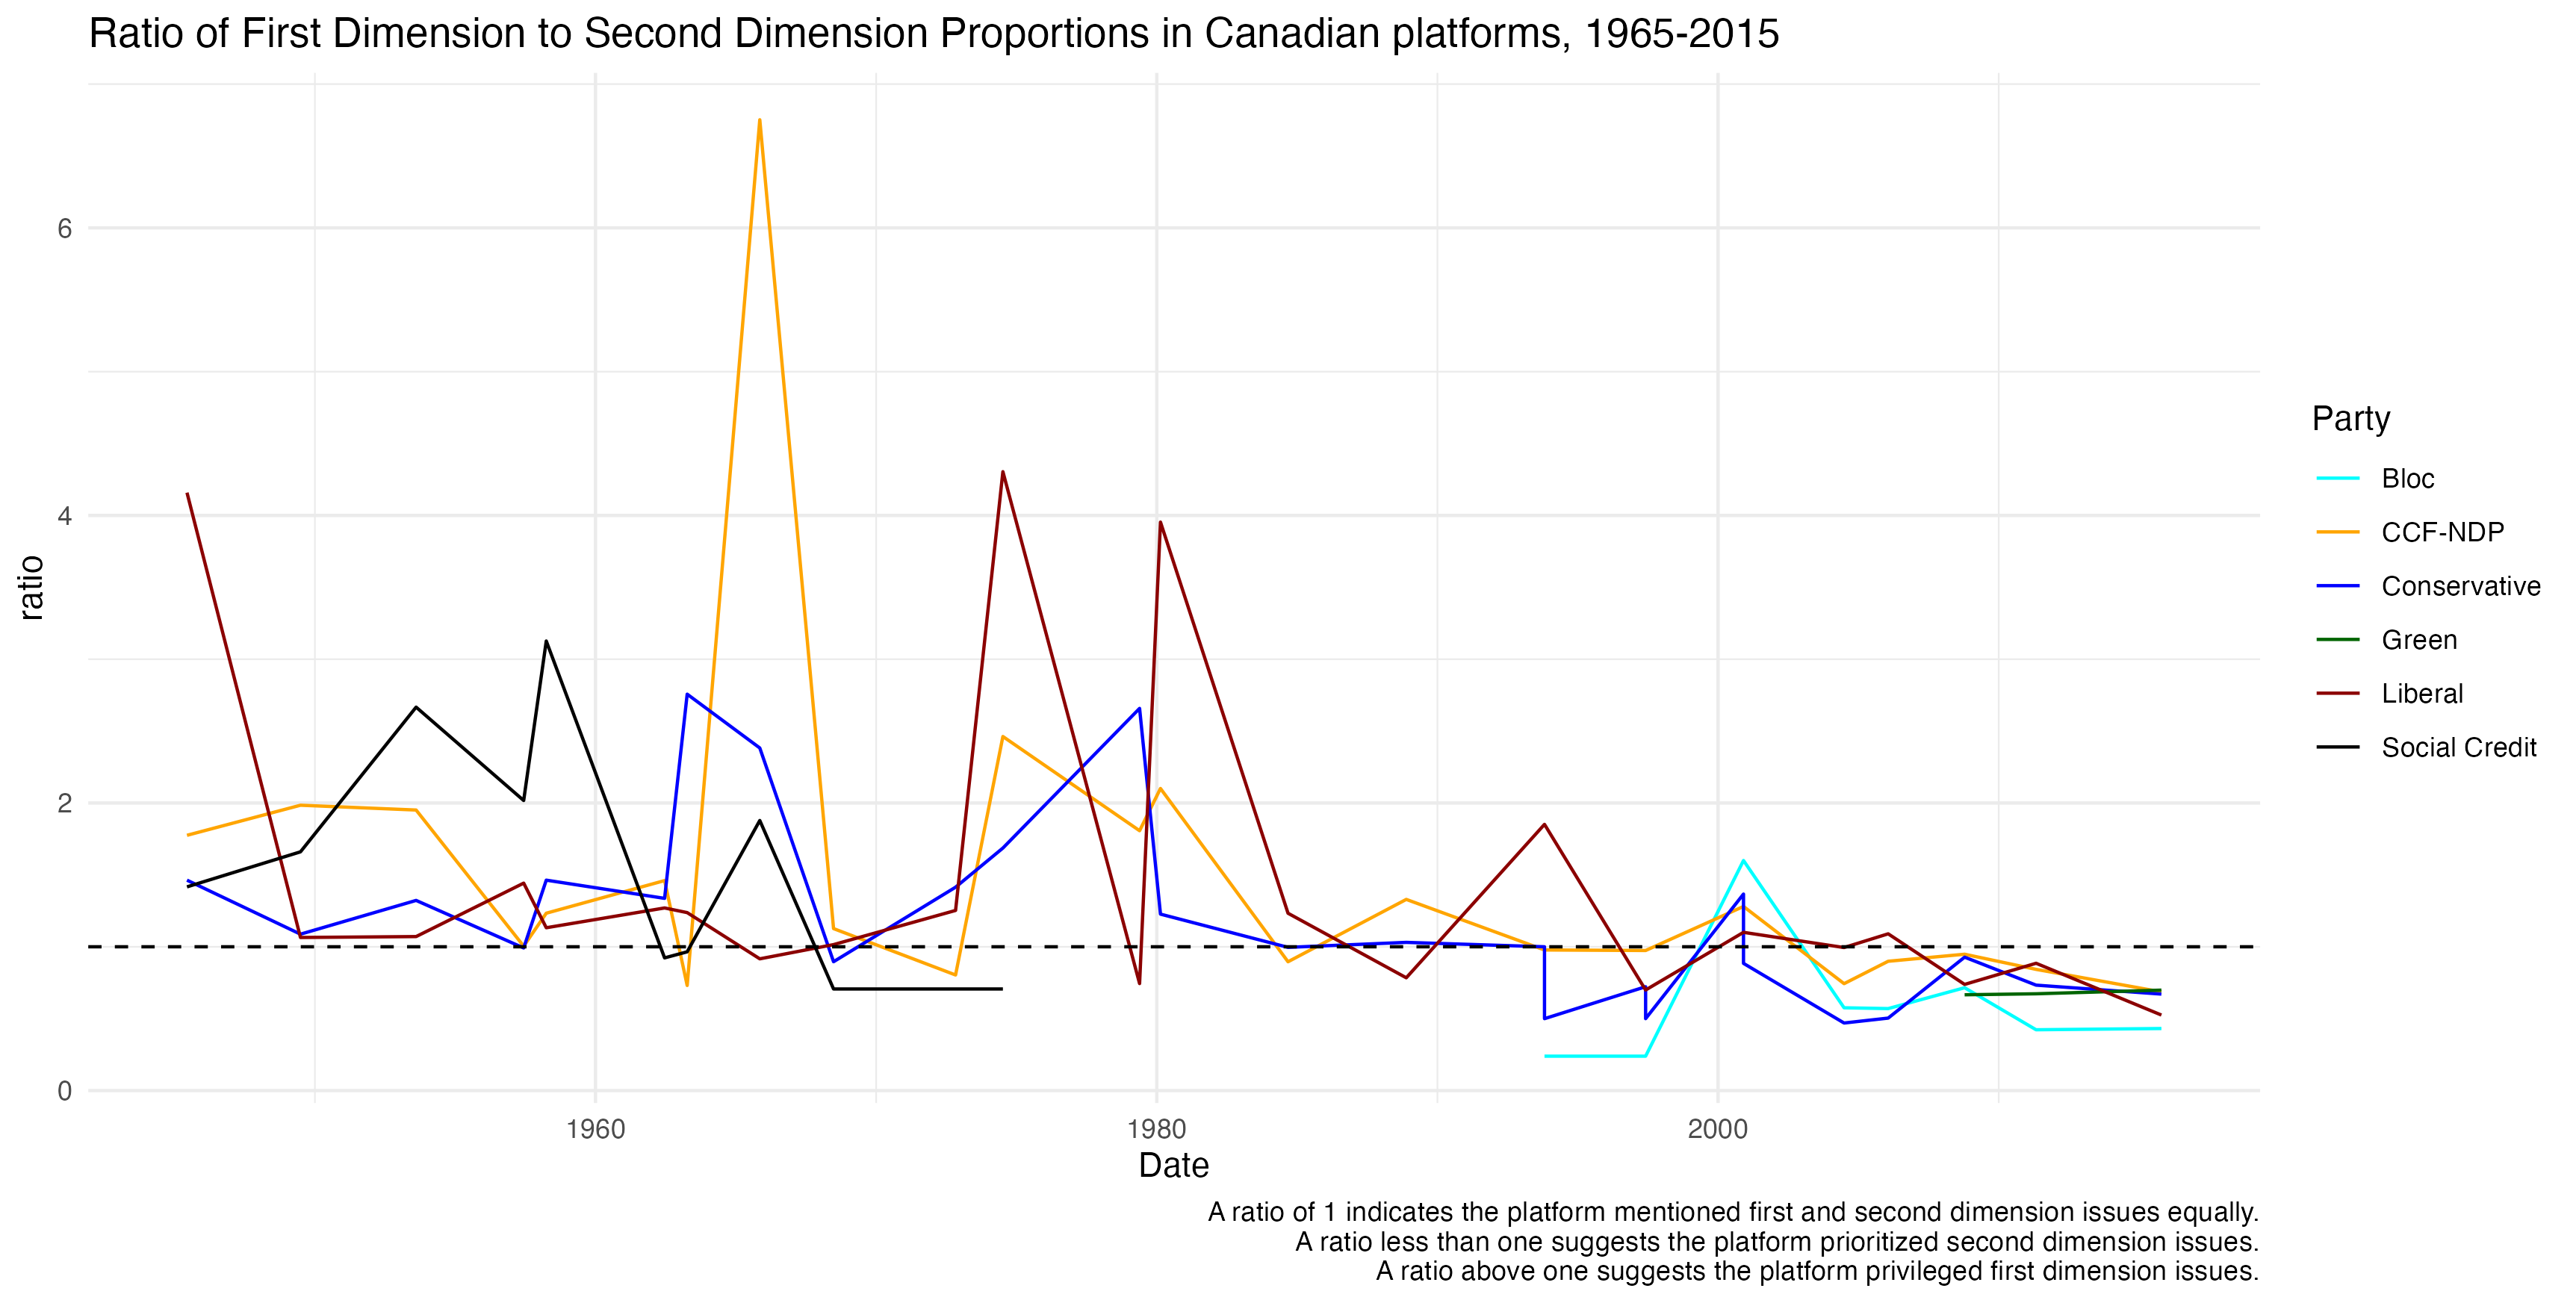 Ratio of First Dimension to Second Dimension Proportions in Canadian platforms, 1965-2015
6
4
2
0
ratio
1960
1980
2000
Date
Party
Bloc
CCF-NDP
Conservative
Green
Liberal
Social Credit
A ratio of 1 indicates the platform mentioned first and second dimension issues equally.
A ratio less than one suggests the platform prioritized second dimension issues.
A ratio above one suggests the platform privileged first dimension issues.